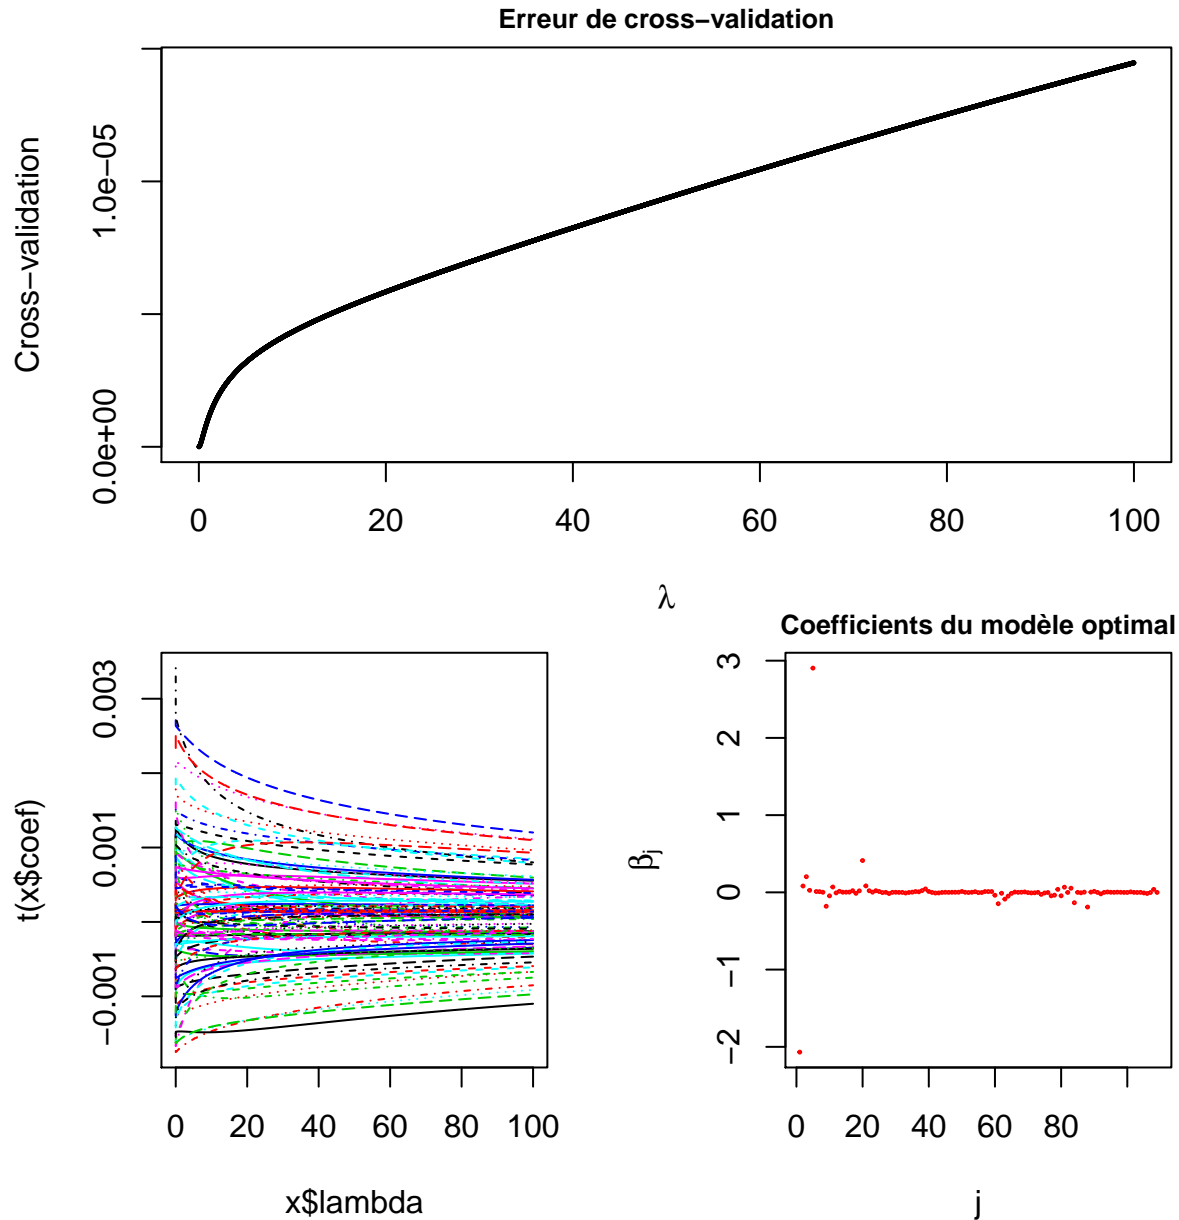 Erreur de cross−validation
Cross−validation
0.0e+00 1.0e−05
0 20 40 60 80 100
λ
t(x$coef)
−0.001 0.001 0.003
0 20 40 60 80 100
x$lambda
Coefficients du modèle optimal
βj
−2 −1 0 1 2 3
0 20 40 60 80
j